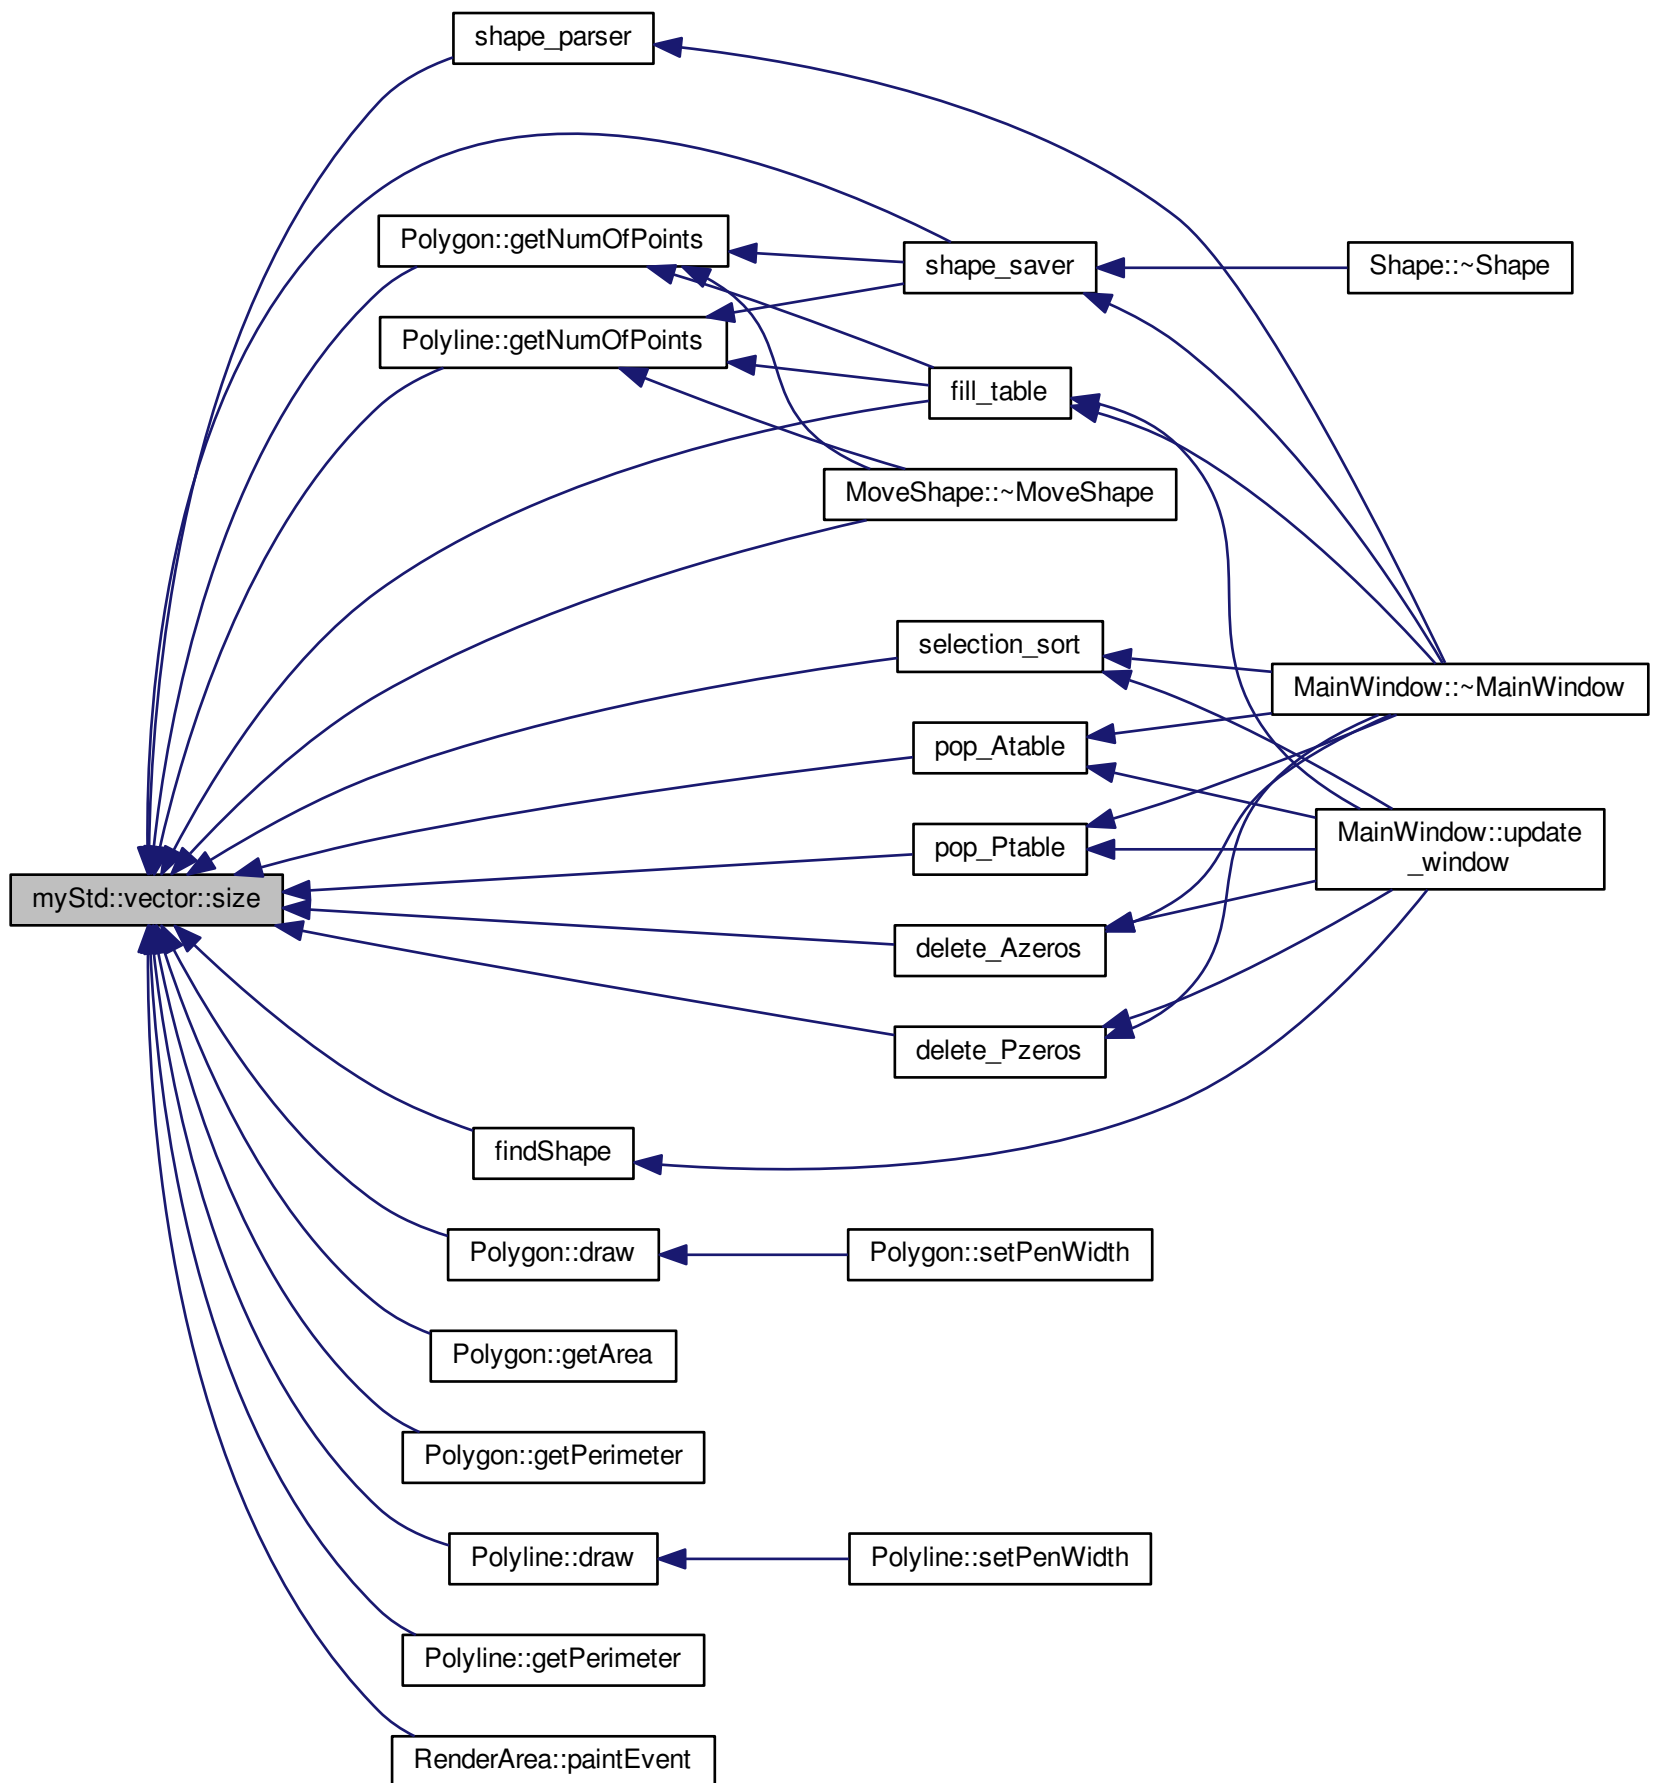 shape_parser
Polygon::getNumOfPoints
shape_saver
Shape::~Shape
Polyline::getNumOfPoints
fill_table
MoveShape::~MoveShape
selection_sort
MainWindow::~MainWindow
pop_Atable
MainWindow::update
_window
pop_Ptable
myStd::vector::size
delete_Azeros
delete_Pzeros
findShape
Polygon::draw
Polygon::setPenWidth
Polygon::getArea
Polygon::getPerimeter
Polyline::draw
Polyline::setPenWidth
Polyline::getPerimeter
RenderArea::paintEvent